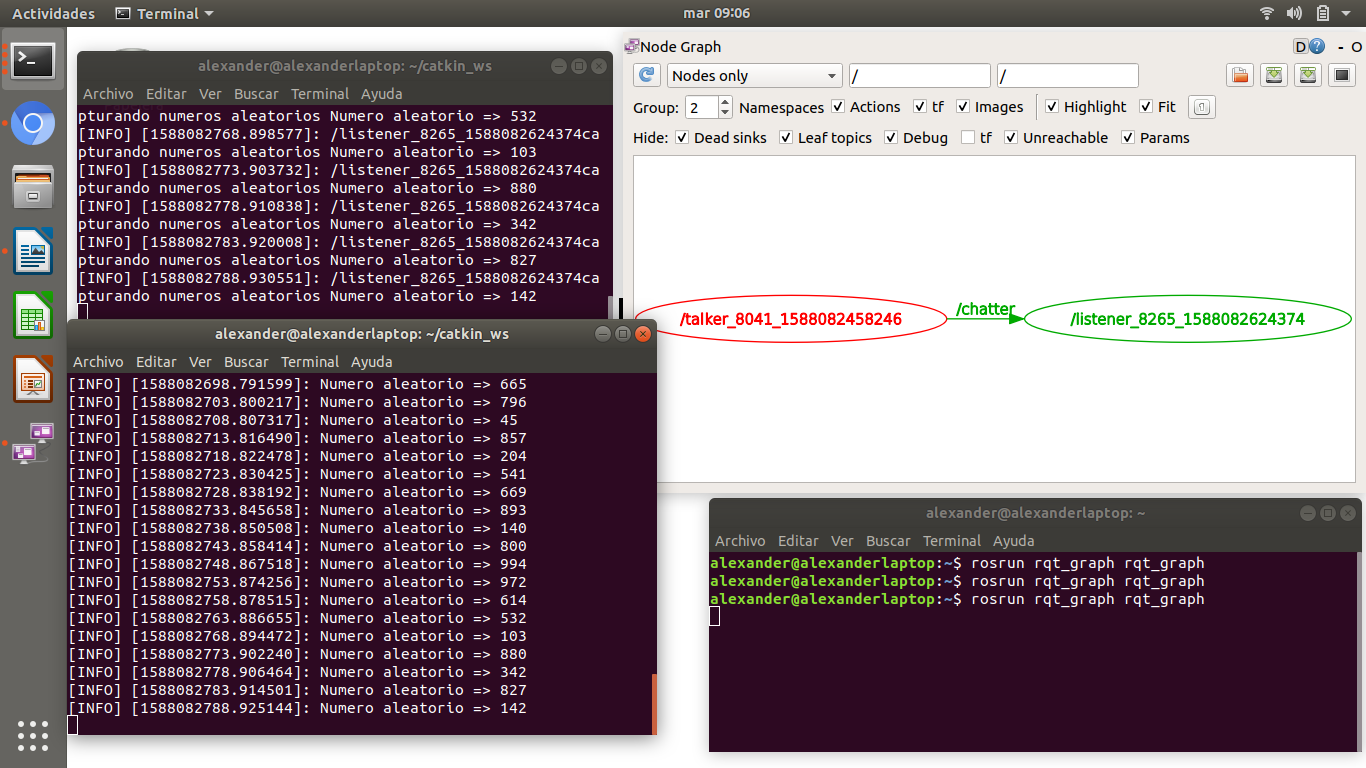 Actividades Terminal mar 09:06
alexander@alexanderlaptop: ~/catkin_ws
Archivo Editar Ver Buscar Terminal Ayuda
pturando numeros aleatorios Numero aleatorio => 532
[INFO] [1588082768.898577]: /listener_8265_1588082624374ca
pturando numeros aleatorios Numero aleatorio => 103
[INFO] [1588082773.903732]: /listener_8265_1588082624374ca
pturando numeros aleatorios Numero aleatorio => 880
[INFO] [1588082778.910838]: /listener_8265_1588082624374ca
pturando numeros aleatorios Numero aleatorio => 342
[INFO] [1588082783.920008]: /listener_8265_1588082624374ca
pturando numeros aleatorios Numero aleatorio => 827
[INFO] [1588082788.930551]: /listener_8265_1588082624374ca
pturando numeros aleatorios Numero aleatorio => 142
alexander@alexanderlaptop: ~/catkin_ws
Archivo Editar Ver Buscar Terminal Ayuda
[INFO] [1588082698.791599]: Numero aleatorio => 665
[INFO] [1588082703.800217]: Numero aleatorio => 796
[INFO] [1588082708.807317]: Numero aleatorio => 45
[INFO] [1588082713.816490]: Numero aleatorio => 857
[INFO] [1588082718.822478]: Numero aleatorio => 204
[INFO] [1588082723.830425]: Numero aleatorio => 541
[INFO] [1588082728.838192]: Numero aleatorio => 669
[INFO] [1588082733.845658]: Numero aleatorio => 893
[INFO] [1588082738.850508]: Numero aleatorio => 140
[INFO] [1588082743.858414]: Numero aleatorio => 800
[INFO] [1588082748.867518]: Numero aleatorio => 994
[INFO] [1588082753.874256]: Numero aleatorio => 972
[INFO] [1588082758.878515]: Numero aleatorio => 614
[INFO] [1588082763.886655]: Numero aleatorio => 532
[INFO] [1588082768.894472]: Numero aleatorio => 103
[INFO] [1588082773.902240]: Numero aleatorio => 880
[INFO] [1588082778.906464]: Numero aleatorio => 342
[INFO] [1588082783.914501]: Numero aleatorio => 827
[INFO] [1588082788.925144]: Numero aleatorio => 142
Node Graph D ? - O
Nodes only / /
Group: 2 Namespaces Actions tf Images Highlight Fit
Hide: Dead sinks Leaf topics Debug tf Unreachable Params
/talker_8041_1588082458246 /chatter /listener_8265_1588082624374
alexander@alexanderlaptop: ~
Archivo Editar Ver Buscar Terminal Ayuda
alexander@alexanderlaptop:~$ rosrun rqt_graph rqt_graph
alexander@alexanderlaptop:~$ rosrun rqt_graph rqt_graph
alexander@alexanderlaptop:~$ rosrun rqt_graph rqt_graph